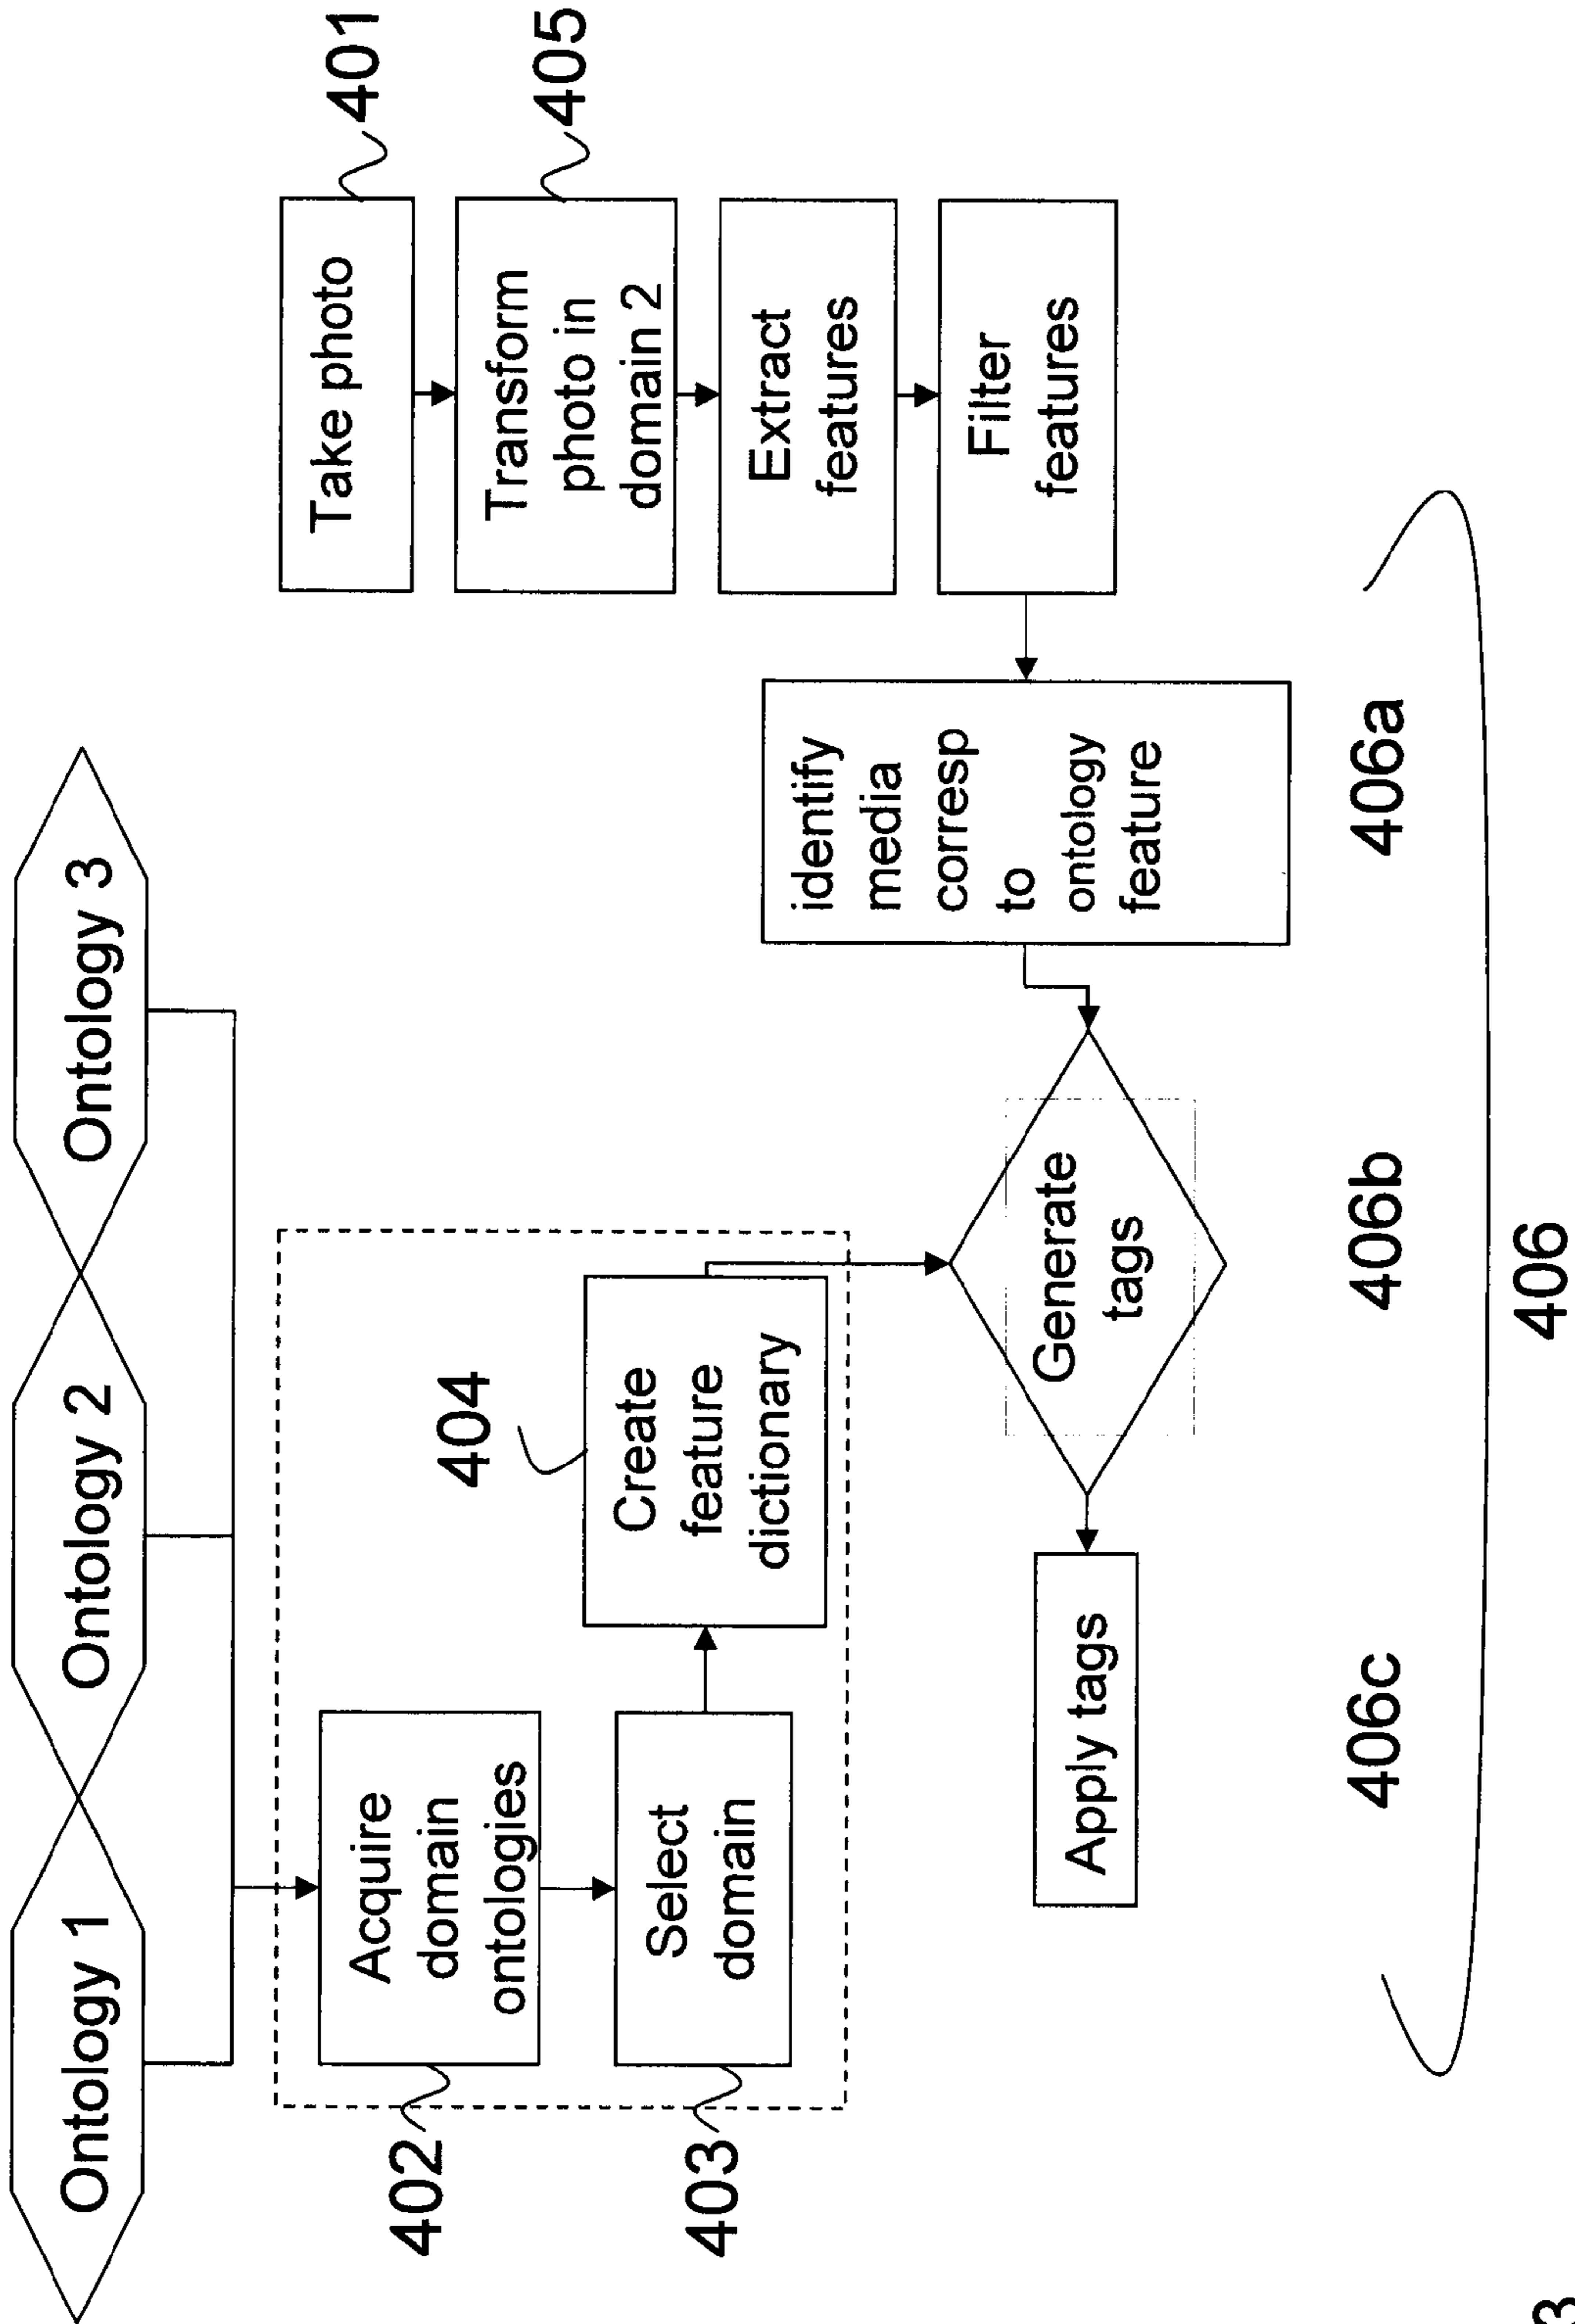 Ontology 1
Ontology 2
Ontology 3
401
Take photo
405
Transform
photo in
domain 2
Extract
features
Filter
features
402
Acquire
domain
ontologies
403
Select
domain
404
Create
feature
dictionary
identify
media
corresp
to
ontology
feature
Generate
tags
Apply tags
406c
406b
406a
406
3